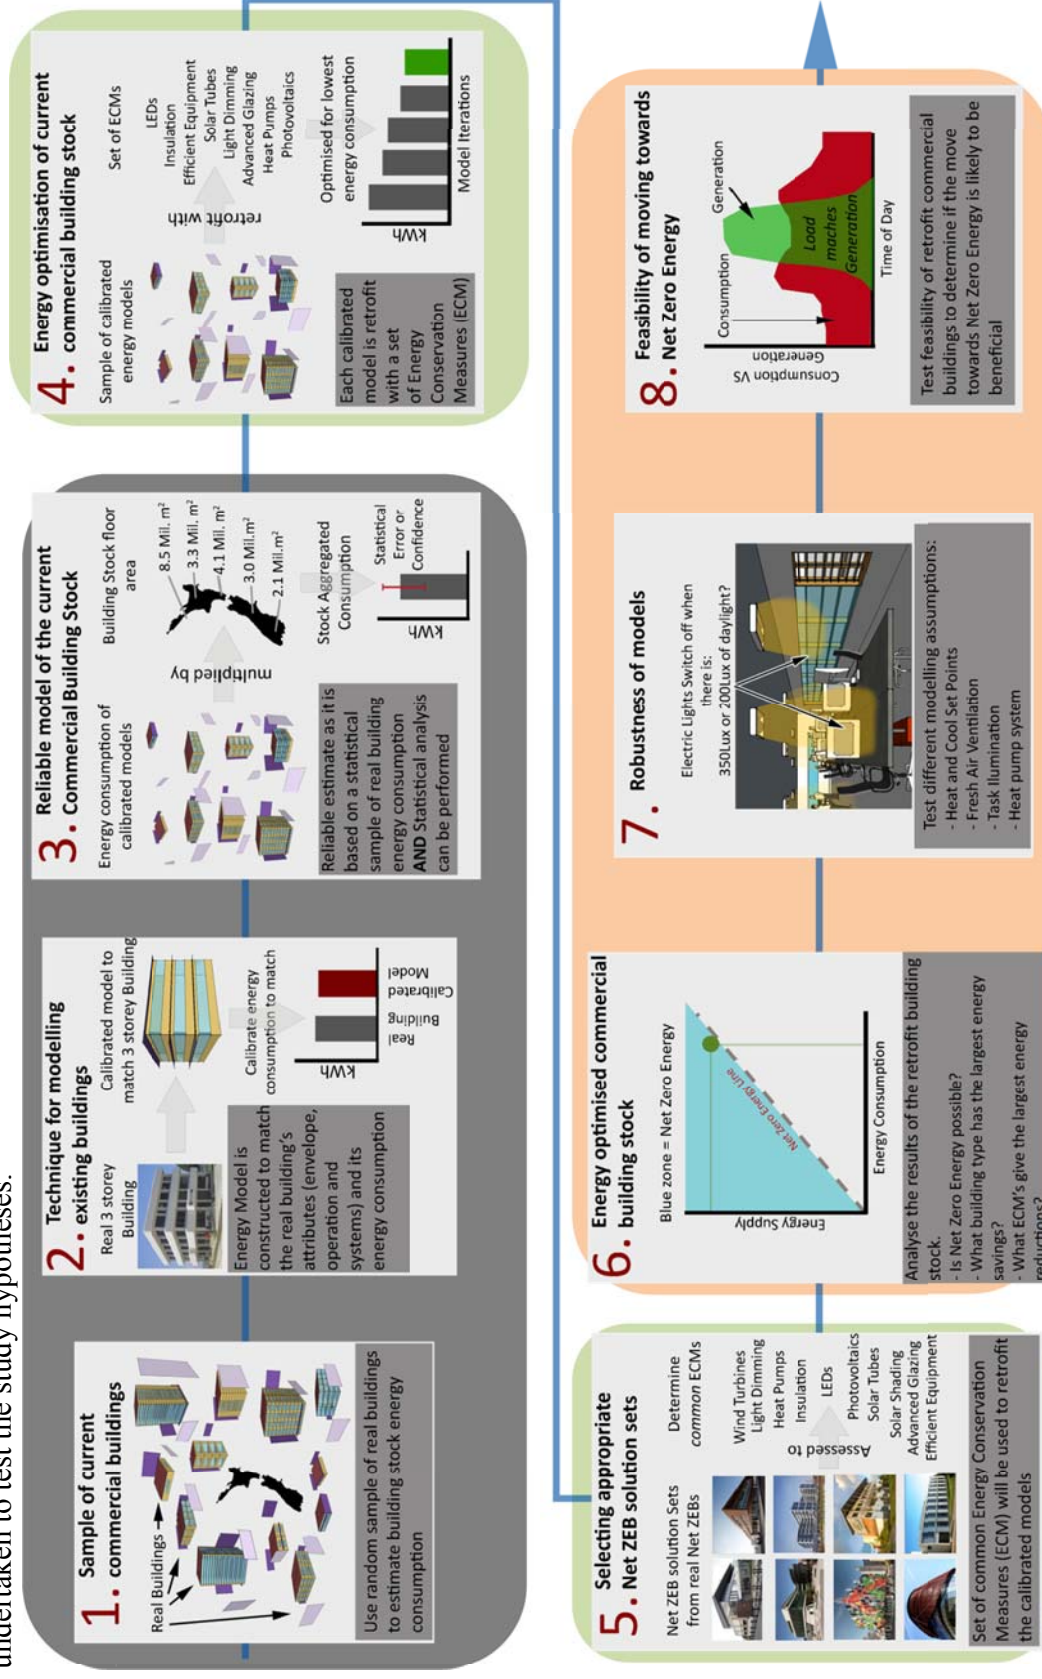 undertaken to test the study hypotheses.
1. Sample of current
commercial buildings
Real Buildings
Use random sample of real buildings
to estimate building stock energy
consumption
2. Technique for modelling
existing buildings
Real 3 storey
Building
Calibrated model to
match 3 storey Building
Calibrate energy
consumption to match
kWh
Real
Building
Calibrated
Model
Energy Model is
constructed to match
the real building's
attributes (envelope,
operation and
systems) and its
energy consumption
3. Reliable model of the current
Commercial Building Stock
Energy consumption of
calibrated models
multiplied by
Building Stock floor
area
8.5 Mil. m²
3.3 Mil. m²
4.1 Mil. m²
3.0 Mil.m²
2.1 Mil.m²
Stock Aggregated
Consumption
kWh
Statistical
Error or
Confidence
Reliable estimate as it is
based on a statistical
sample of real building
energy consumption
AND Statistical analysis
can be performed
4. Energy optimisation of current
commercial building stock
Sample of calibrated
energy models
retrofit with
Set of ECMs
LEDs
Insulation
Efficient Equipment
Solar Tubes
Light Dimming
Advanced Glazing
Heat Pumps
Photovoltaics
Optimised for lowest
energy consumption
kWh
Model Iterations
Each calibrated
model is retrofit
with a set
of Energy
Conservation
Measures (ECM)
5. Selecting appropriate
Net ZEB solution sets
Net ZEB solution Sets
from real Net ZEBs
Assessed to
Determine
common ECMs
Wind Turbines
Light Dimming
Heat Pumps
Insulation
LEDs
Photovoltaics
Solar Tubes
Solar Shading
Advanced Glazing
Efficient Equipment
Set of common Energy Conservation
Measures (ECM) will be used to retrofit
the calibrated models
6. Energy optimised commercial
building stock
Blue zone = Net Zero Energy
Energy Supply
Net Zero Energy Line
Energy Consumption
Analyse the results of the retrofit building
stock.
- Is Net Zero Energy possible?
- What building type has the largest energy
savings?
- What ECM's give the largest energy
reductions?
7. Robustness of models
Electric Lights Switch off when
there is:
350Lux or 200Lux of daylight?
Test different modelling assumptions:
- Heat and Cool Set Points
- Fresh Air Ventilation
- Task Illumination
- Heat pump system
8. Feasibility of moving towards
Net Zero Energy
Consumption VS
Generation
Consumption
Generation
Load
maches
Generation
Time of Day
Test feasibility of retrofit commercial
buildings to determine if the move
towards Net Zero Energy is likely to be
beneficial